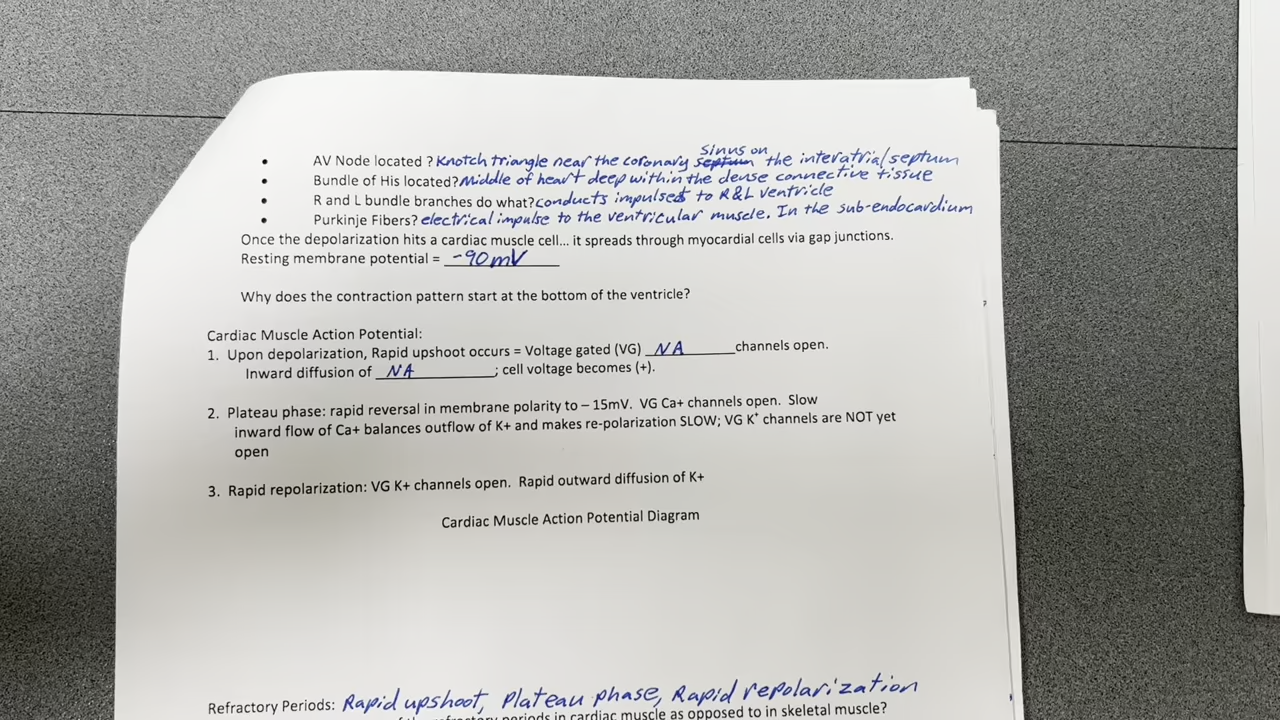 sinus on
• AV Node located ? Knotch triangle near the coronary septum the interatrial septum
• Bundle of His located? Middle of heart deep within the dense connective tissue
• R and L bundle branches do what? conducts impulses to R&L ventricle
• Purkinje Fibers? electrical impulse to the ventricular muscle. In the sub-endocardium
Once the depolarization hits a cardiac muscle cell... it spreads through myocardial cells via gap junctions.
Resting membrane potential = -90mV
Why does the contraction pattern start at the bottom of the ventricle?
Cardiac Muscle Action Potential:
1. Upon depolarization, Rapid upshoot occurs = Voltage gated (VG) NA channels open.
Inward diffusion of NA ; cell voltage becomes (+).
2. Plateau phase: rapid reversal in membrane polarity to – 15mV. VG Ca+ channels open. Slow
inward flow of Ca+ balances outflow of K+ and makes re-polarization SLOW; VG K⁺ channels are NOT yet
open
3. Rapid repolarization: VG K+ channels open. Rapid outward diffusion of K+
Cardiac Muscle Action Potential Diagram
Refractory Periods: Rapid upshoot, Plateau phase, Rapid repolarization
periods in cardiac muscle as opposed to in skeletal muscle?